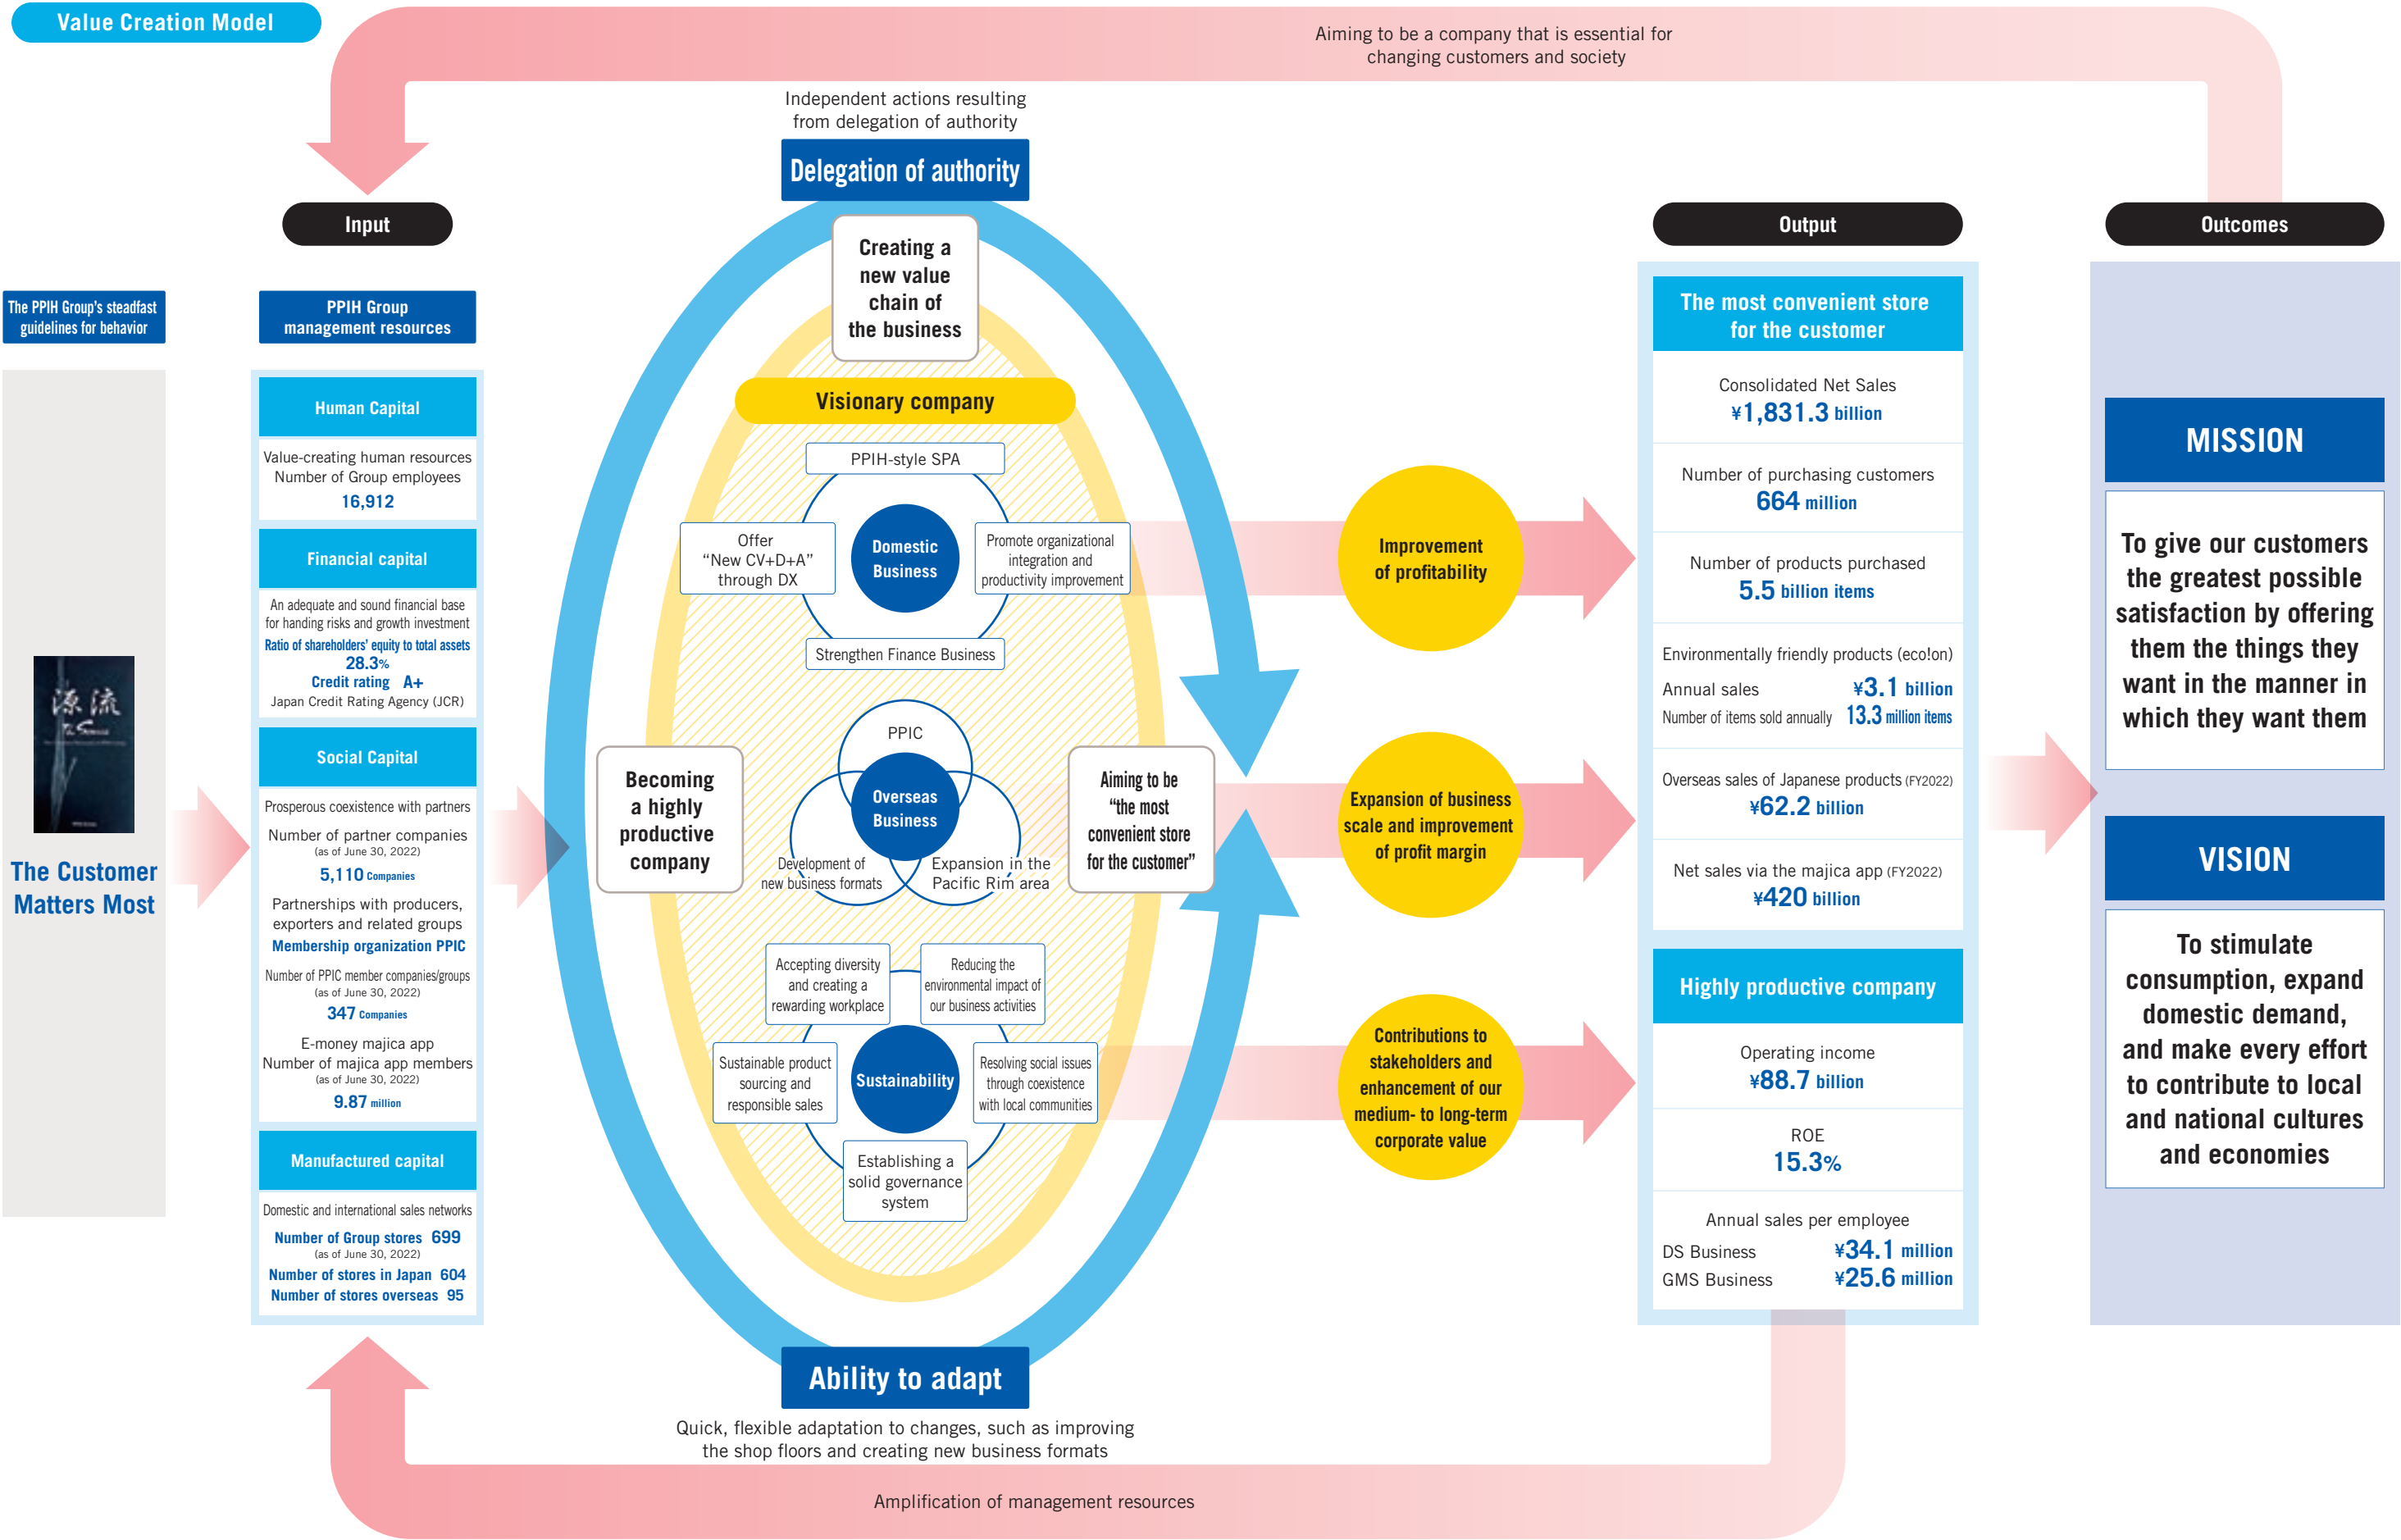 Value Creation Model
Aiming to be a company that is essential for
changing customers and society
Independent actions resulting
from delegation of authority
Delegation of authority
Input
The PPIH Group's steadfast
guidelines for behavior
源流
The Customer
Matters Most
PPIH Group
management resources
Human Capital
Value-creating human resources
Number of Group employees
16,912
Financial capital
An adequate and sound financial base
for handing risks and growth investment
Ratio of shareholders' equity to total assets
28.3%
Credit rating A+
Japan Credit Rating Agency (JCR)
Social Capital
Prosperous coexistence with partners
Number of partner companies
(as of June 30, 2022)
5,110 Companies
Partnerships with producers,
exporters and related groups
Membership organization PPIC
Number of PPIC member companies/groups
(as of June 30, 2022)
347 Companies
E-money majica app
Number of majica app members
(as of June 30, 2022)
9.87 million
Manufactured capital
Domestic and international sales networks
Number of Group stores 699
(as of June 30, 2022)
Number of stores in Japan 604
Number of stores overseas 95
Creating a
new value
chain of
the business
Visionary company
PPIH-style SPA
Offer
“New CV+D+A”
through DX
Domestic
Business
Promote organizational
integration and
productivity improvement
Strengthen Finance Business
Becoming
a highly
productive
company
PPIC
Overseas
Business
Development of
new business formats
Expansion in the
Pacific Rim area
Aiming to be
“the most
convenient store
for the customer”
Accepting diversity
and creating a
rewarding workplace
Reducing the
environmental impact of
our business activities
Sustainable product
sourcing and
responsible sales
Sustainability
Resolving social issues
through coexistence
with local communities
Establishing a
solid governance
system
Ability to adapt
Quick, flexible adaptation to changes, such as improving
the shop floors and creating new business formats
Improvement
of profitability
Expansion of business
scale and improvement
of profit margin
Contributions to
stakeholders and
enhancement of our
medium- to long-term
corporate value
Output
The most convenient store
for the customer
Consolidated Net Sales
¥1,831.3 billion
Number of purchasing customers
664 million
Number of products purchased
5.5 billion items
Environmentally friendly products (eco!on)
Annual sales ¥3.1 billion
Number of items sold annually 13.3 million items
Overseas sales of Japanese products (FY2022)
¥62.2 billion
Net sales via the majica app (FY2022)
¥420 billion
Highly productive company
Operating income
¥88.7 billion
ROE
15.3%
Annual sales per employee
DS Business ¥34.1 million
GMS Business ¥25.6 million
Outcomes
MISSION
To give our customers
the greatest possible
satisfaction by offering
them the things they
want in the manner in
which they want them
VISION
To stimulate
consumption, expand
domestic demand,
and make every effort
to contribute to local
and national cultures
and economies
Amplification of management resources